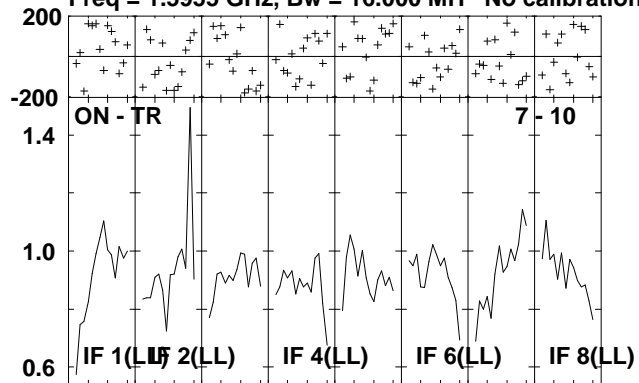 Freq = 1.5955 GHz, Bw = 16.000 MH No calibration
200
-200
ON - TR 7 - 10
1.4
1.0
0.6
IF 1(LL) IF 2(LL) IF 4(LL) IF 6(LL) IF 8(LL)